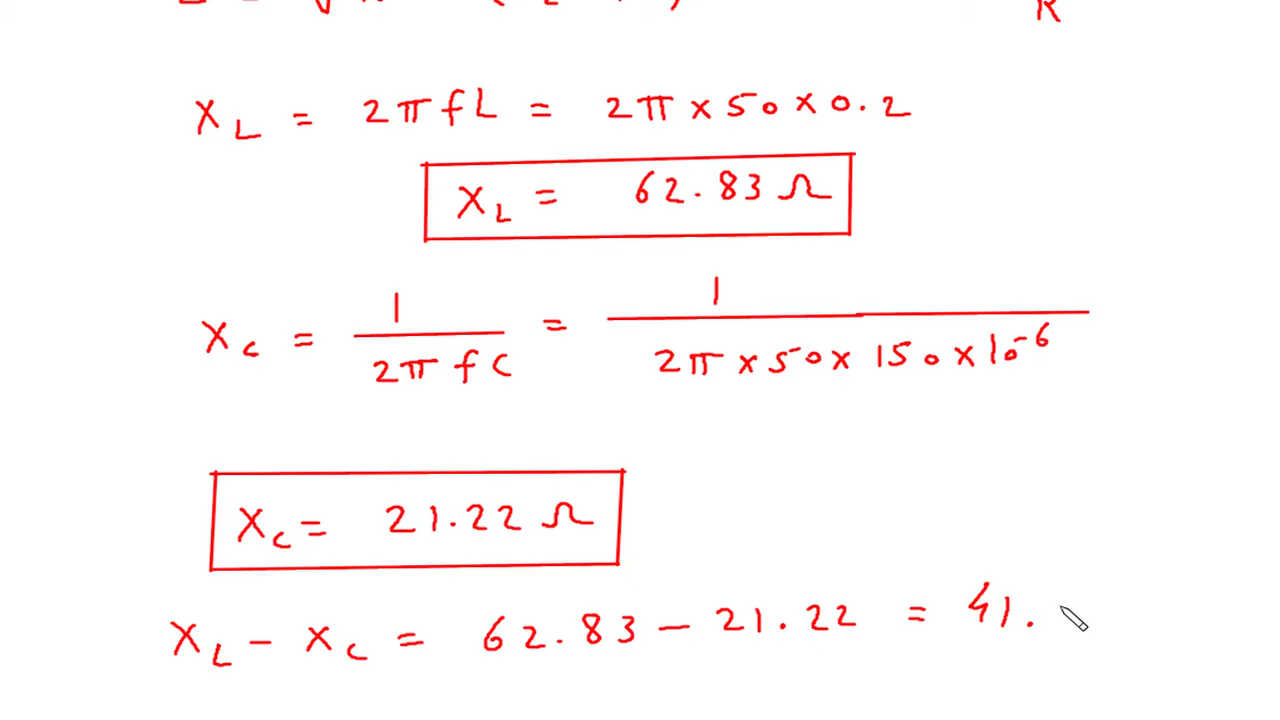 R
X_L = 2πfL = 2π × 50 × 0.2
X_L = 62.83 Ω
X_C = 1 / 2πfC = 1 / 2π × 50 × 150 × 10^-6
X_C = 21.22 Ω
X_L - X_C = 62.83 - 21.22 = 41.